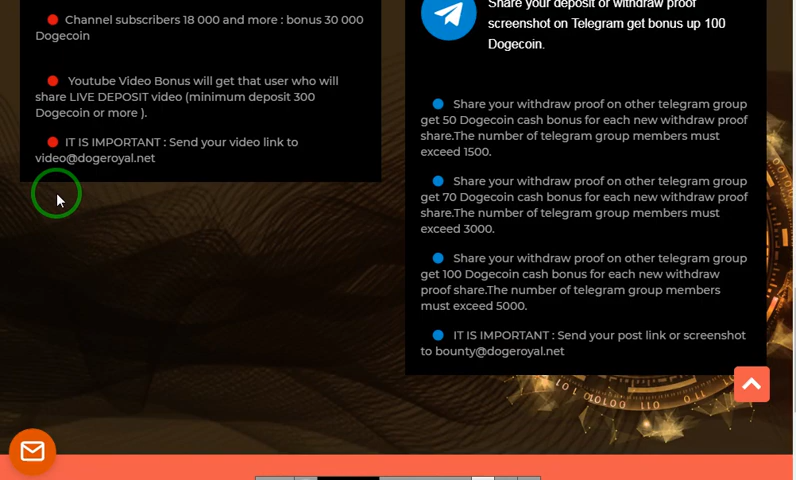 Channel subscribers 18 000 and more : bonus 30 000
Dogecoin
Youtube Video Bonus will get that user who will
share LIVE DEPOSIT video (minimum deposit 300
Dogecoin or more ).
IT IS IMPORTANT : Send your video link to
video@dogeroyal.net
Share your deposit or withdraw proof
screenshot on Telegram get bonus up 100
Dogecoin.
Share your withdraw proof on other telegram group
get 50 Dogecoin cash bonus for each new withdraw proof
share.The number of telegram group members must
exceed 1500.
Share your withdraw proof on other telegram group
get 70 Dogecoin cash bonus for each new withdraw proof
share.The number of telegram group members must
exceed 3000.
Share your withdraw proof on other telegram group
get 100 Dogecoin cash bonus for each new withdraw
proof share.The number of telegram group members
must exceed 5000.
IT IS IMPORTANT : Send your post link or screenshot
to bounty@dogeroyal.net